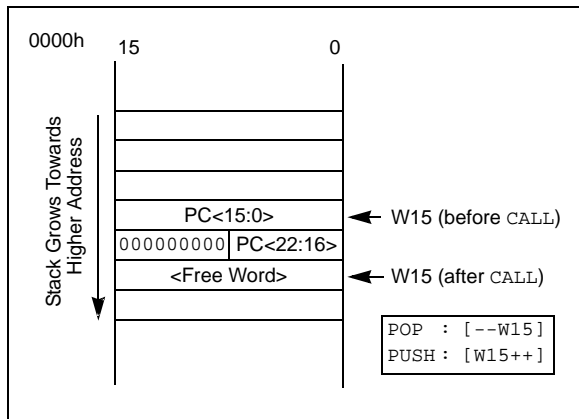 0000h
15 0
Stack Grows Towards
Higher Address
PC<15:0>
W15 (before CALL)
000000000 PC<22:16>
<Free Word>
W15 (after CALL)
POP : [--W15]
PUSH : [W15++]